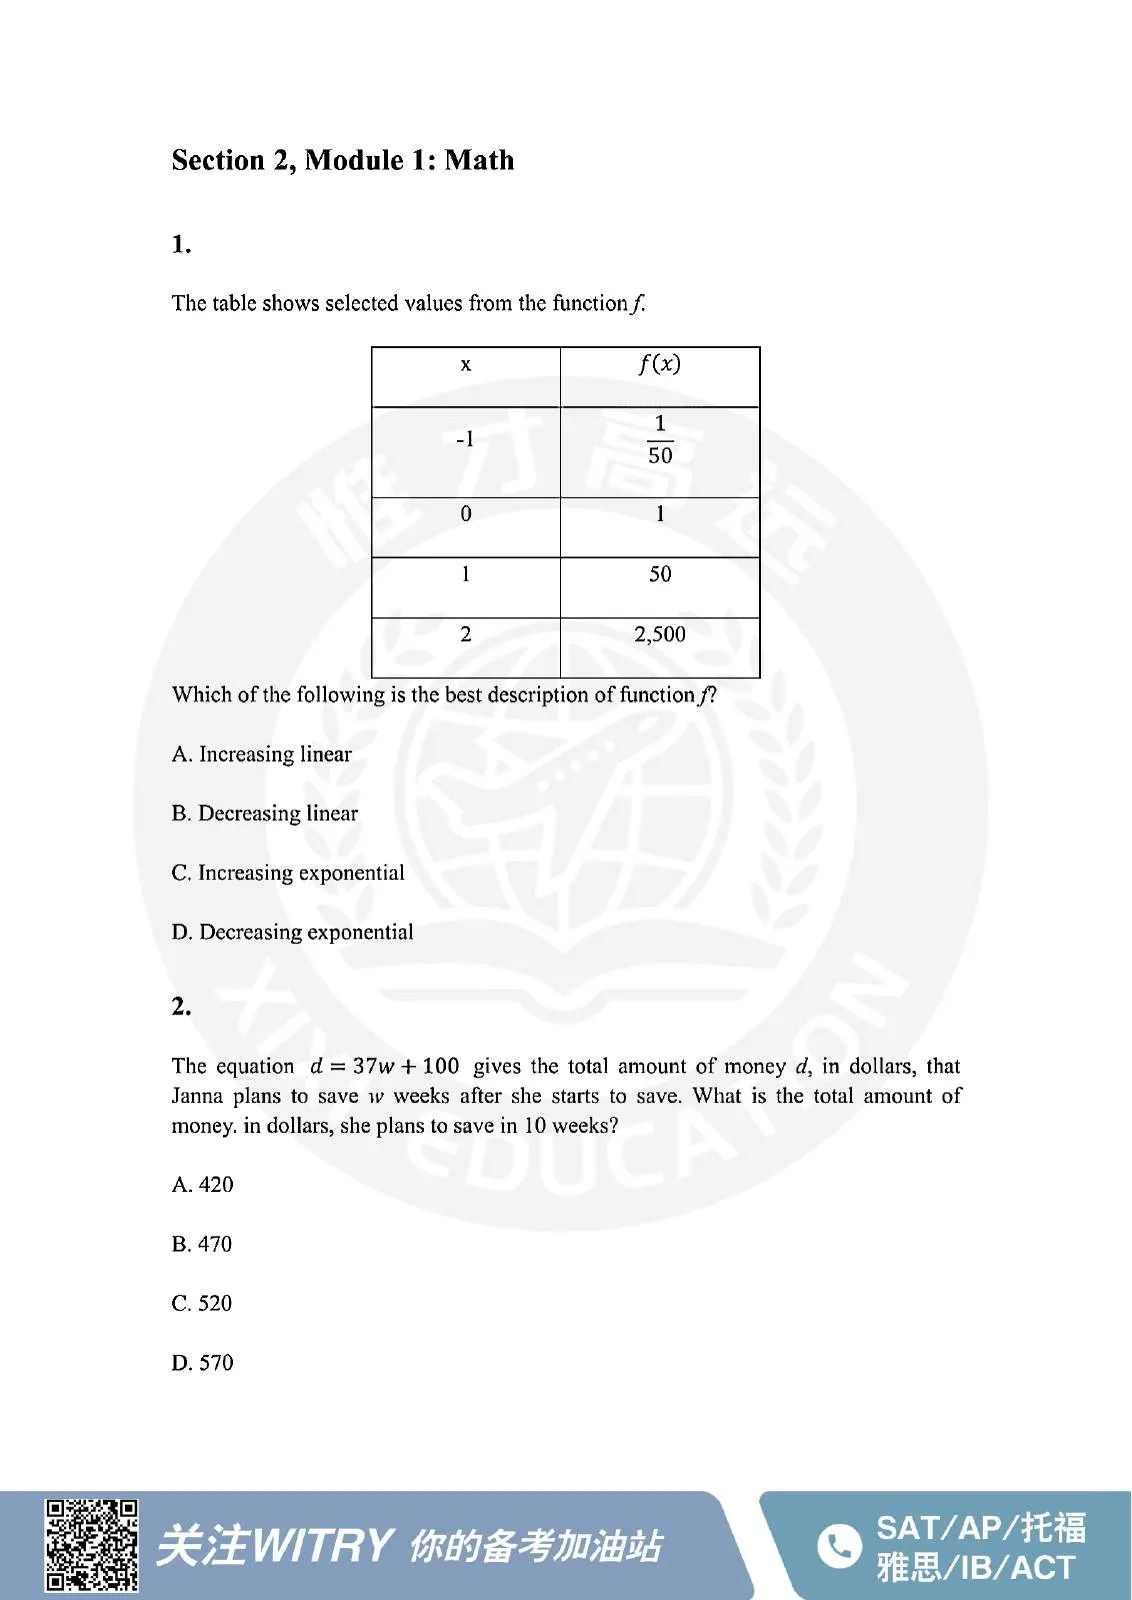 Section 2, Module 1: Math
1.
The table shows selected values from the function f.
x f(x)
-1 1/50
0 1
1 50
2 2,500
Which of the following is the best description of function f?
A. Increasing linear
B. Decreasing linear
C. Increasing exponential
D. Decreasing exponential
2.
The equation d = 37w + 100 gives the total amount of money d, in dollars, that
Janna plans to save w weeks after she starts to save. What is the total amount of
money. in dollars, she plans to save in 10 weeks?
A. 420
B. 470
C. 520
D. 570
惟才高远
EDUCATION
关注WITRY 你的备考加油站
SAT/AP/托福
雅思/IB/ACT